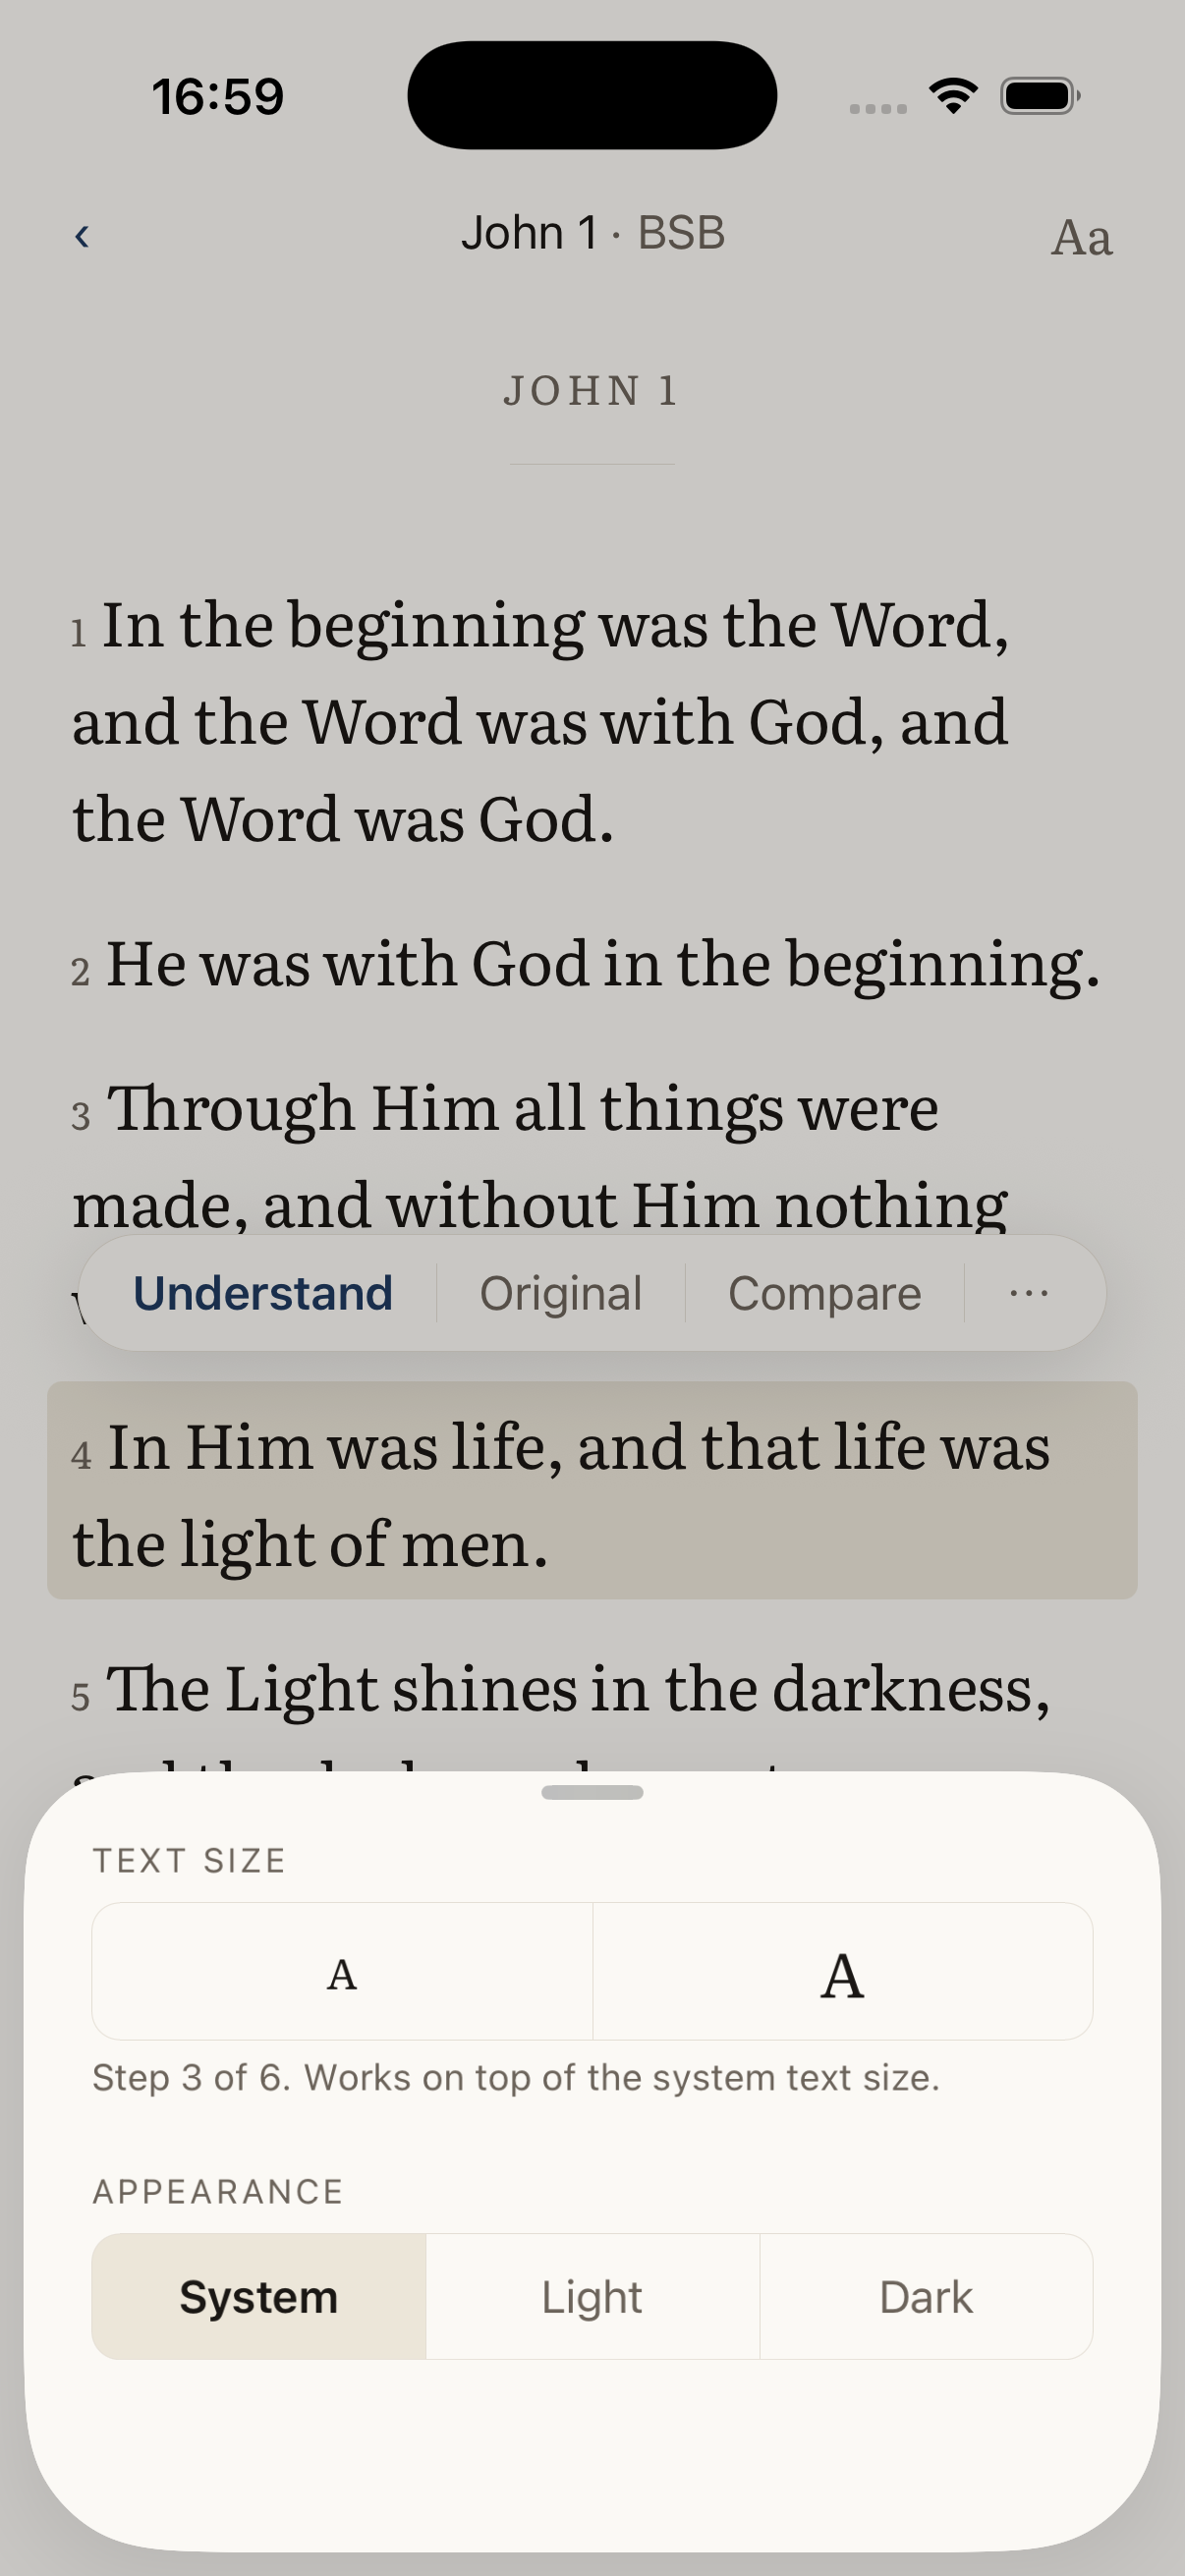 16:59
‹ John 1 · BSB Aa
JOHN 1
1 In the beginning was the Word,
and the Word was with God, and
the Word was God.
2 He was with God in the beginning.
3 Through Him all things were
made, and without Him nothing
Understand Original Compare ···
4 In Him was life, and that life was
the light of men.
5 The Light shines in the darkness,
TEXT SIZE
A A
Step 3 of 6. Works on top of the system text size.
APPEARANCE
System Light Dark